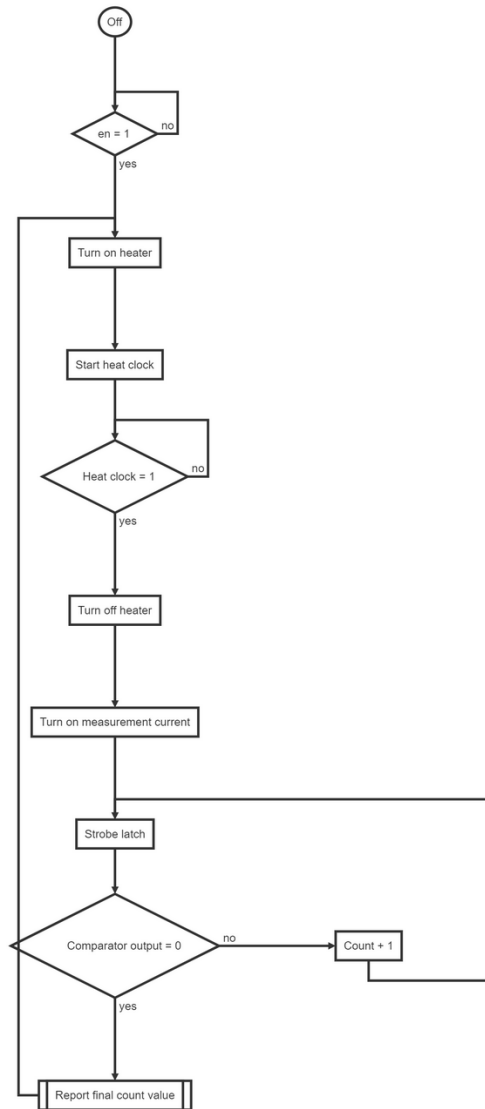 Off
en = 1
no
yes
Turn on heater
Start heat clock
Heat clock = 1
no
yes
Turn off heater
Turn on measurement current
Strobe latch
Comparator output = 0
no
Count + 1
yes
Report final count value